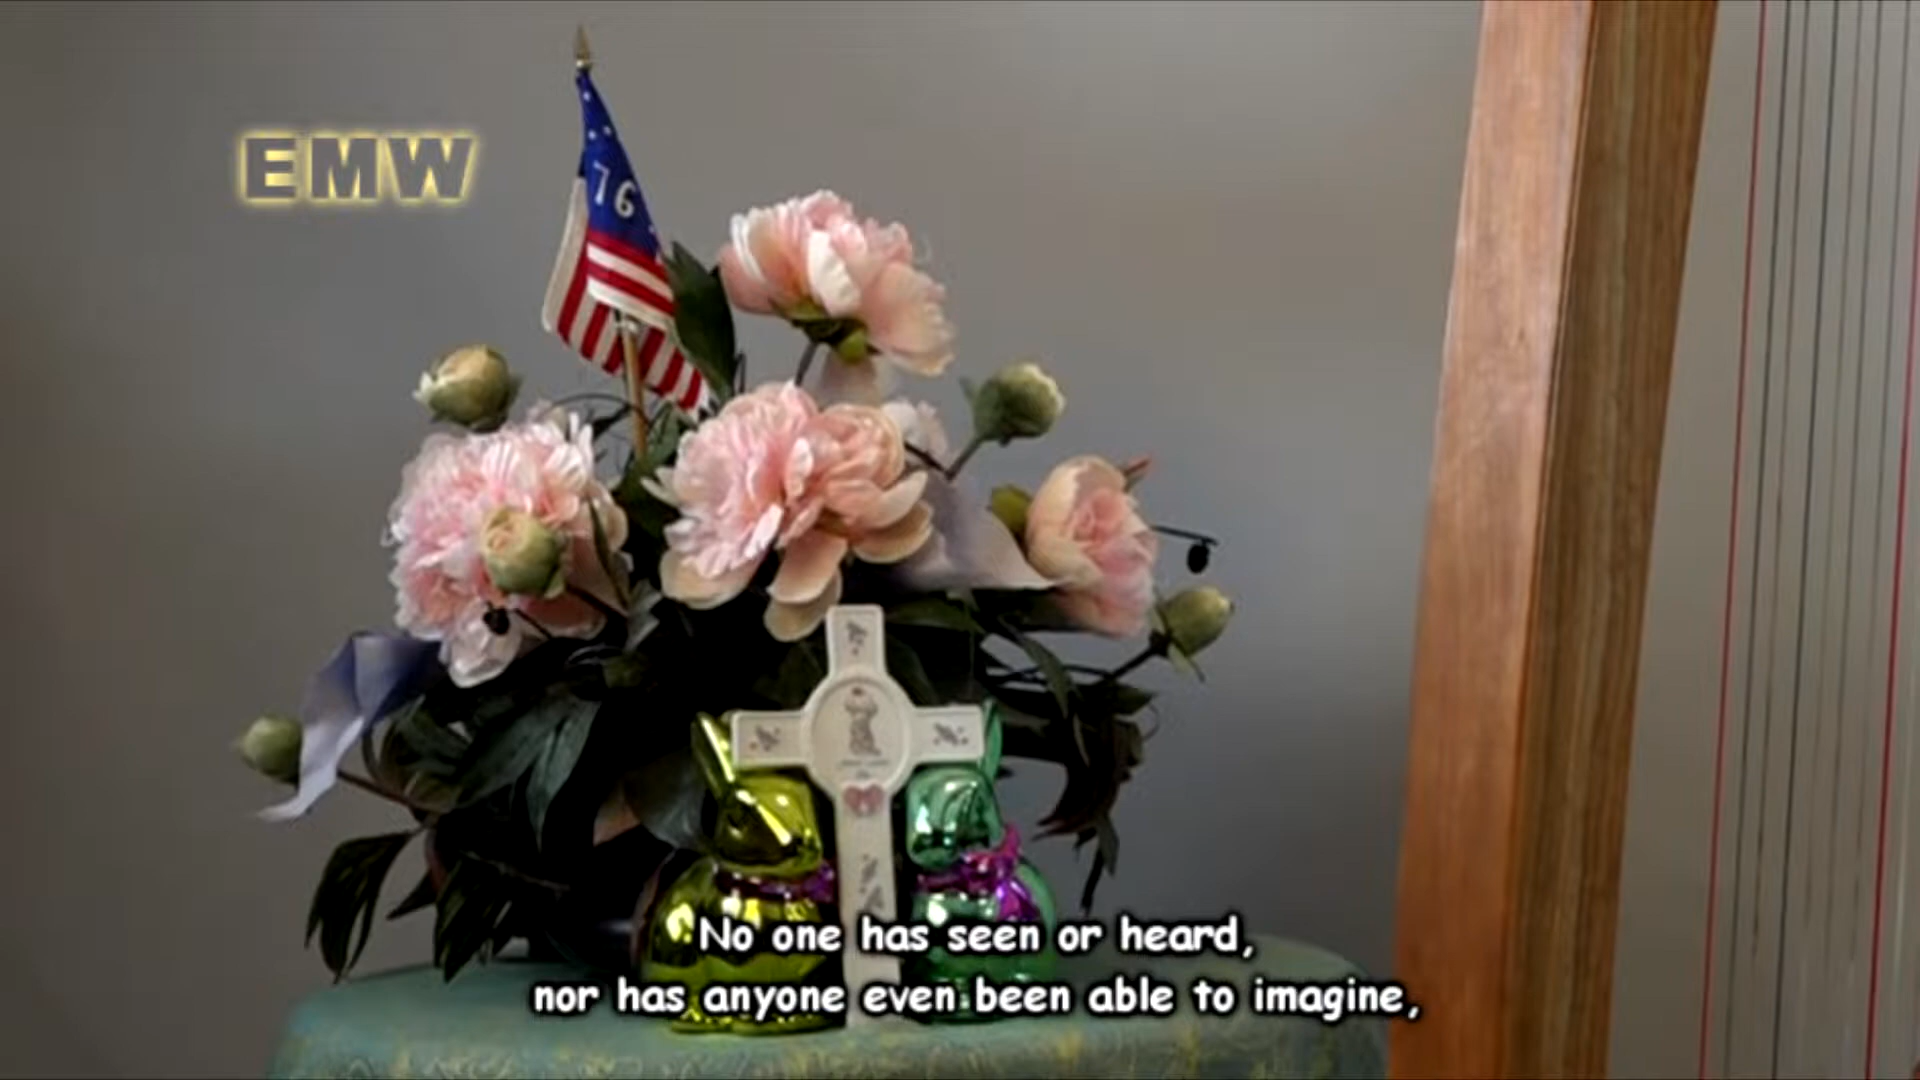 EMW
76
No one has seen or heard,
nor has anyone even been able to imagine,